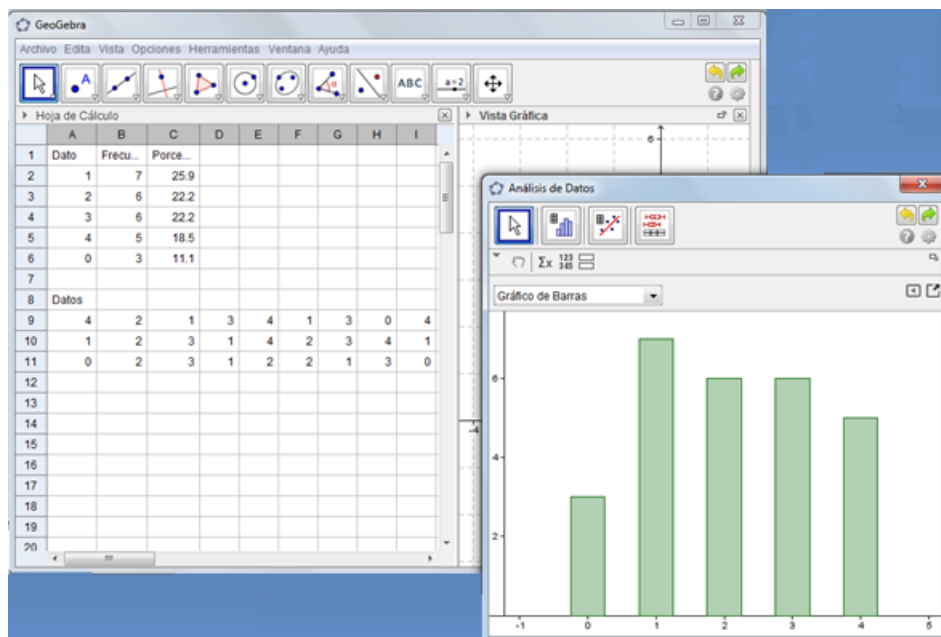 GeoGebra
Archivo Edita Vista Opciones Herramientas Ventana Ayuda
A ABC a=2
Hoja de Cálculo
A B C D E F G H I
1 Dato Frecu... Porce...
2 1 7 25.9
3 2 6 22.2
4 3 6 22.2
5 4 5 18.5
6 0 3 11.1
7
8 Datos
9 4 2 1 3 4 1 3 0 4
10 1 2 3 1 4 2 3 4 1
11 0 2 3 1 2 2 1 3 0
12
13
14
15
16
17
18
19
20
Vista Gráfica
6
-4
Análisis de Datos
Σx 123
345
Gráfico de Barras
6
4
2
-1 0 1 2 3 4 5